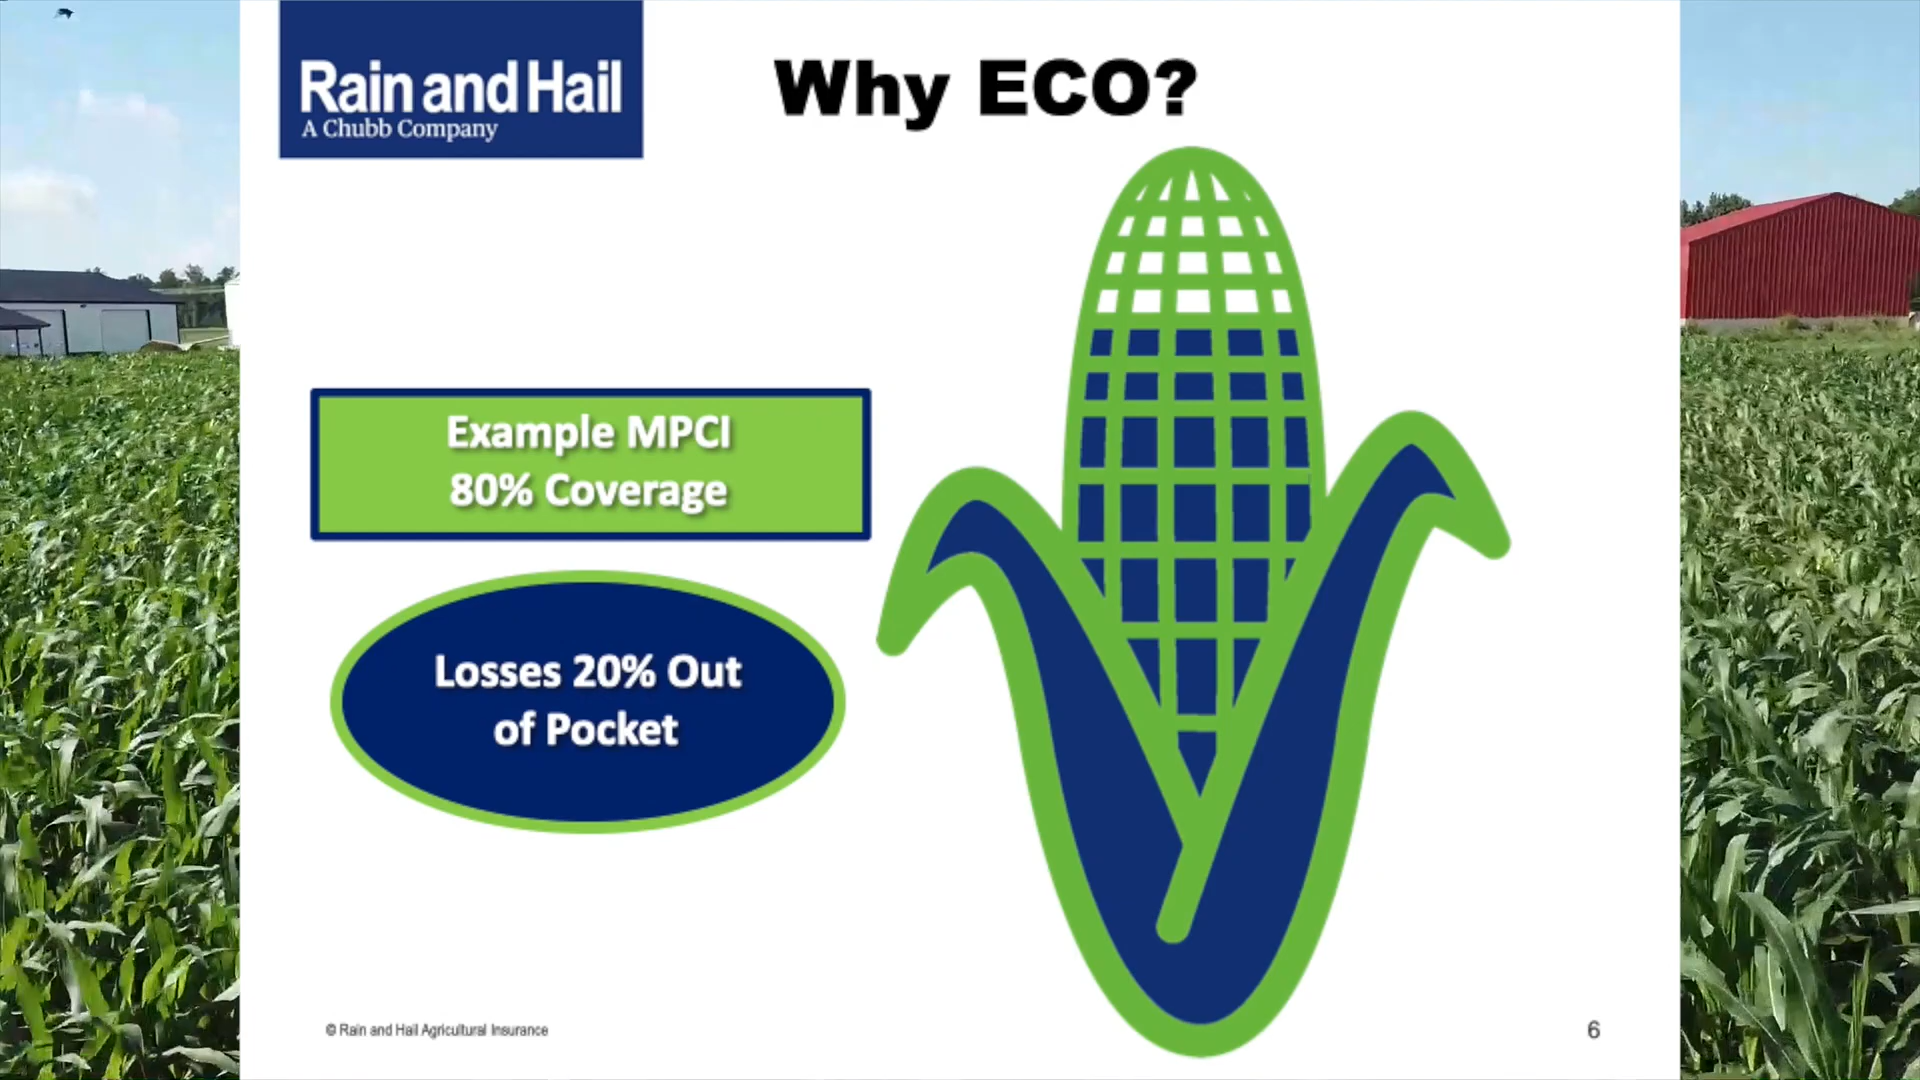 Rain and Hail
A Chubb Company
Why ECO?
Example MPCI
80% Coverage
Losses 20% Out
of Pocket
© Rain and Hail Agricultural Insurance
6